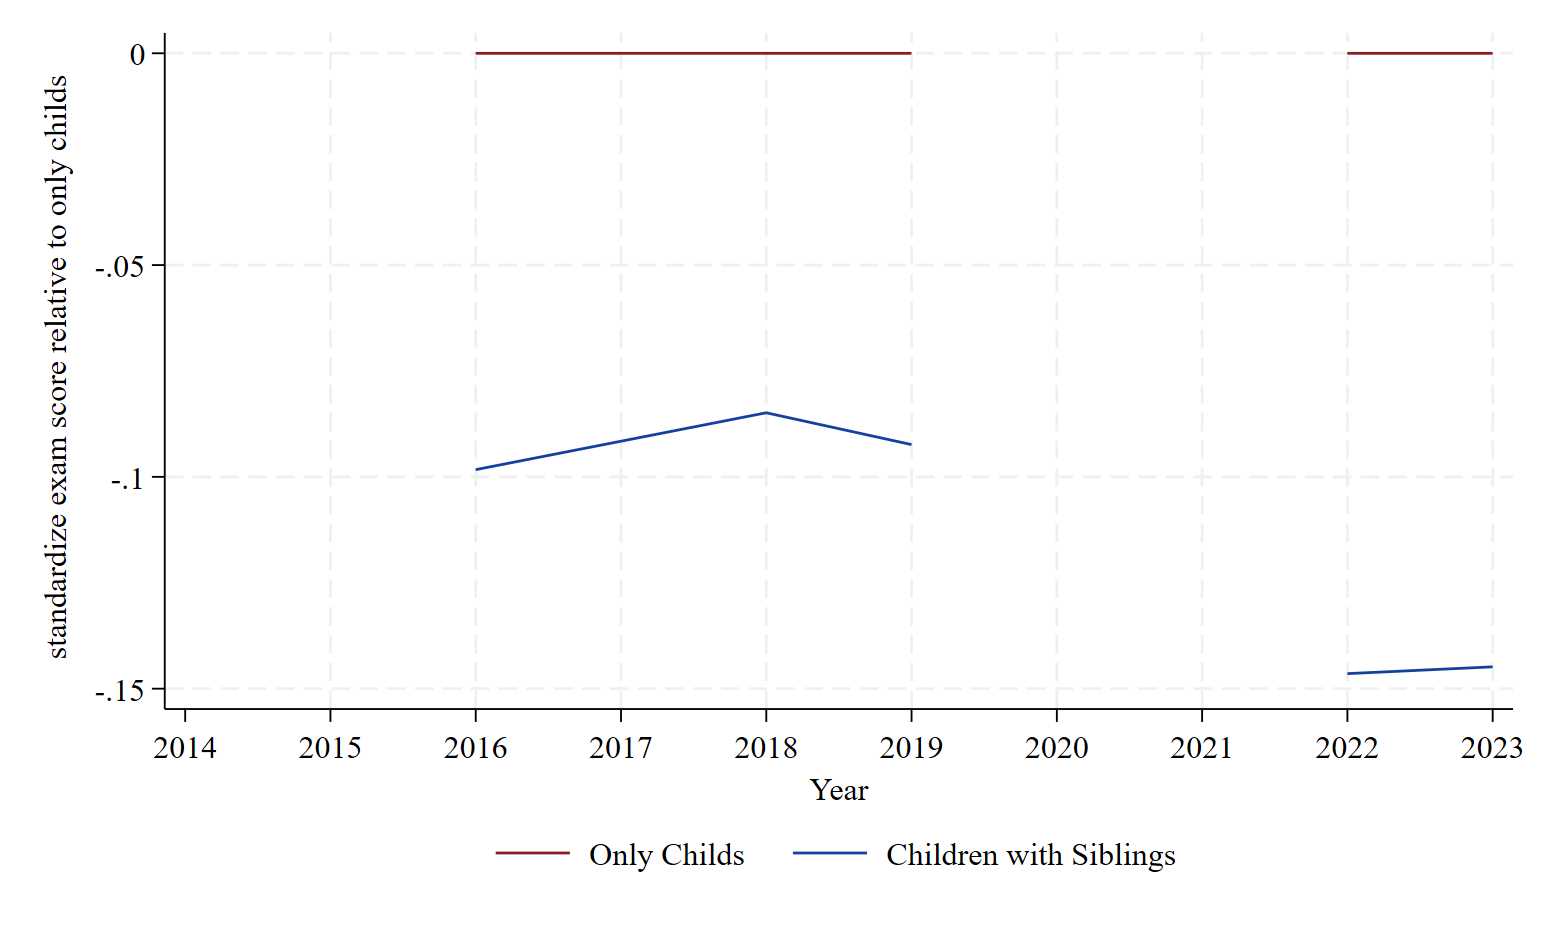 standardize exam score relative to only childs
0
-.05
-.1
-.15
2014 2015 2016 2017 2018 2019 2020 2021 2022 2023
Year
Only Childs Children with Siblings